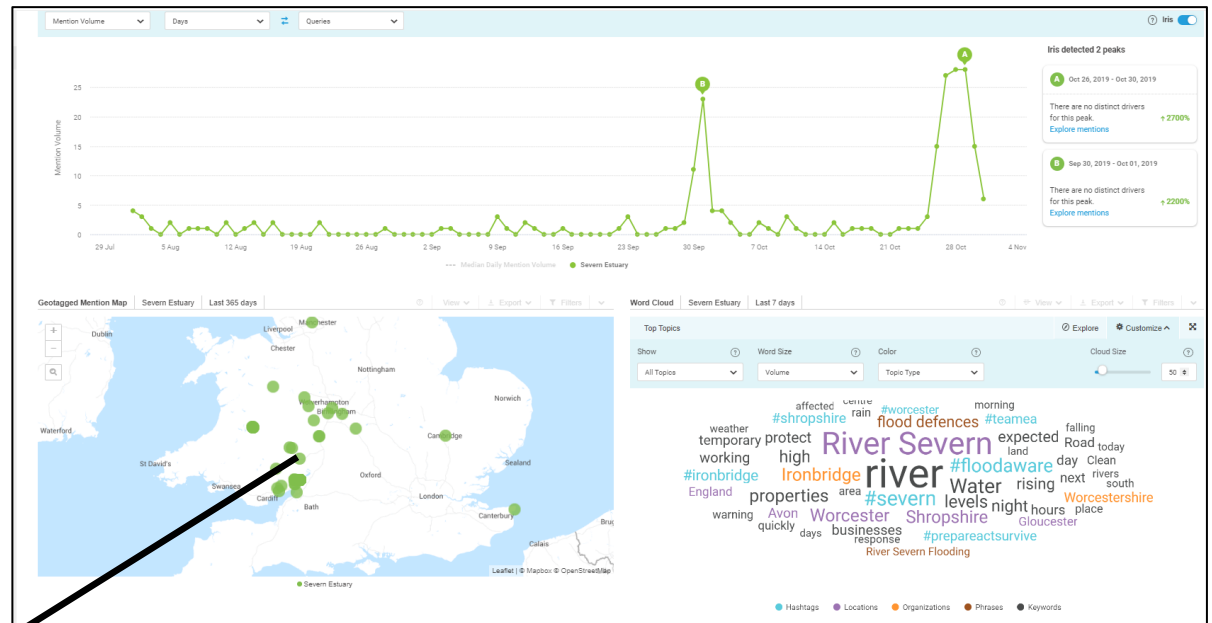 Mention Volume Days Queries Iris
Iris detected 2 peaks
A
B
A Oct 26, 2019 - Oct 30, 2019
There are no distinct drivers
for this peak. ↑ 2700%
Explore mentions
B Sep 30, 2019 - Oct 01, 2019
There are no distinct drivers
for this peak. ↑ 2200%
Explore mentions
Mention Volume
25
20
15
10
5
0
29 Jul 5 Aug 12 Aug 19 Aug 26 Aug 2 Sep 9 Sep 16 Sep 23 Sep 30 Sep 7 Oct 14 Oct 21 Oct 28 Oct 4 Nov
Median Daily Mention Volume Severn Estuary
Geotagged Mention Map Severn Estuary Last 365 days View Export Filters
+
−
Dublin
Manchester
Liverpool
Chester
Nottingham
Norwich
Wolverhampton
Birmingham
Waterford
Cambridge
St David's
Zeeland
Oxford
Swansea
London
Cardiff
Bath
Canterbury
Calais
Leaflet | © Mapbox © OpenStreetMap
Severn Estuary
Word Cloud Severn Estuary Last 7 days View Export Filters
Top Topics Explore Customize
Show ? Word Size ? Color ? Cloud Size ?
All Topics Volume Topic Type 50
affected centre morning
#shropshire rain #worcester flood defences #teamea
weather falling
temporary protect River Severn expected land Road today
working high day Clean
#ironbridge Ironbridge river #floodaware rising next rivers south
England properties area #severn Water levels night Worcestershire
warning Avon Worcester Shropshire hours place
quickly days businesses response Gloucester
#prepareactsurvive
River Severn Flooding
Hashtags Locations Organizations Phrases Keywords